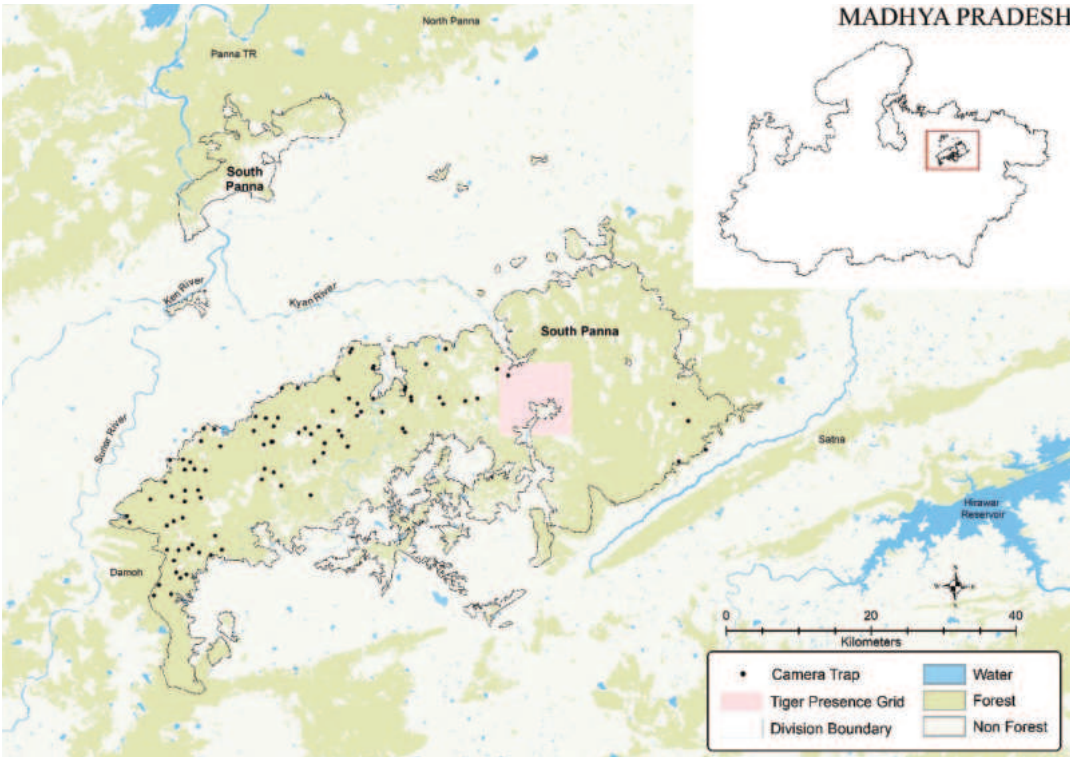 North Panna
MADHYA PRADESH
Panna TR
South
Panna
Ken River
Kyan River
South Panna
Sonar River
Satna
Hirawar
Reservoir
Damoh
N
0 20 40
Kilometers
Camera Trap
Water
Tiger Presence Grid
Forest
Division Boundary
Non Forest